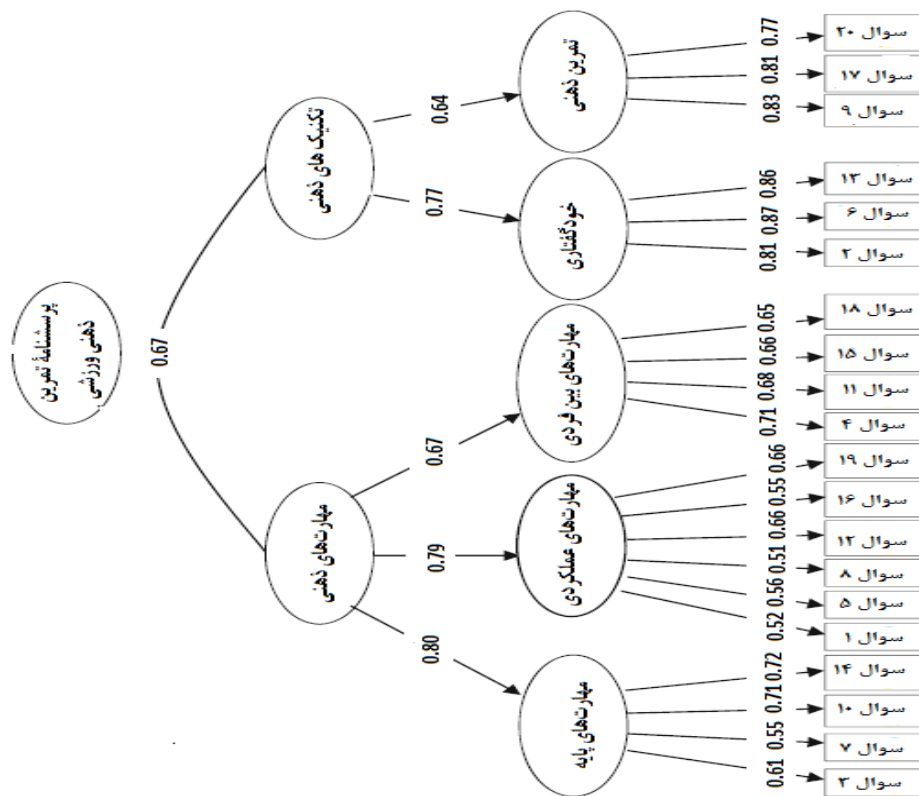 پرسشنامهٔ تمرین
ذهنی ورزشی
0.67
تکنیک های ذهنی
مهارت‌های ذهنی
0.64
0.77
0.67
0.79
0.80
تمرین ذهنی
خودگفتاری
مهارت‌های بین فردی
مهارت‌های عملکردی
مهارت‌های پایه
0.77
0.81
0.83
0.86
0.87
0.81
0.65
0.66
0.68
0.71
0.66
0.55
0.66
0.51
0.56
0.52
0.72
0.71
0.55
0.61
سوال ۲۰
سوال ۱۷
سوال ۹
سوال ۱۳
سوال ۶
سوال ۲
سوال ۱۸
سوال ۱۵
سوال ۱۱
سوال ۴
سوال ۱۹
سوال ۱۶
سوال ۱۲
سوال ۸
سوال ۵
سوال ۱
سوال ۱۴
سوال ۱۰
سوال ۷
سوال ۳